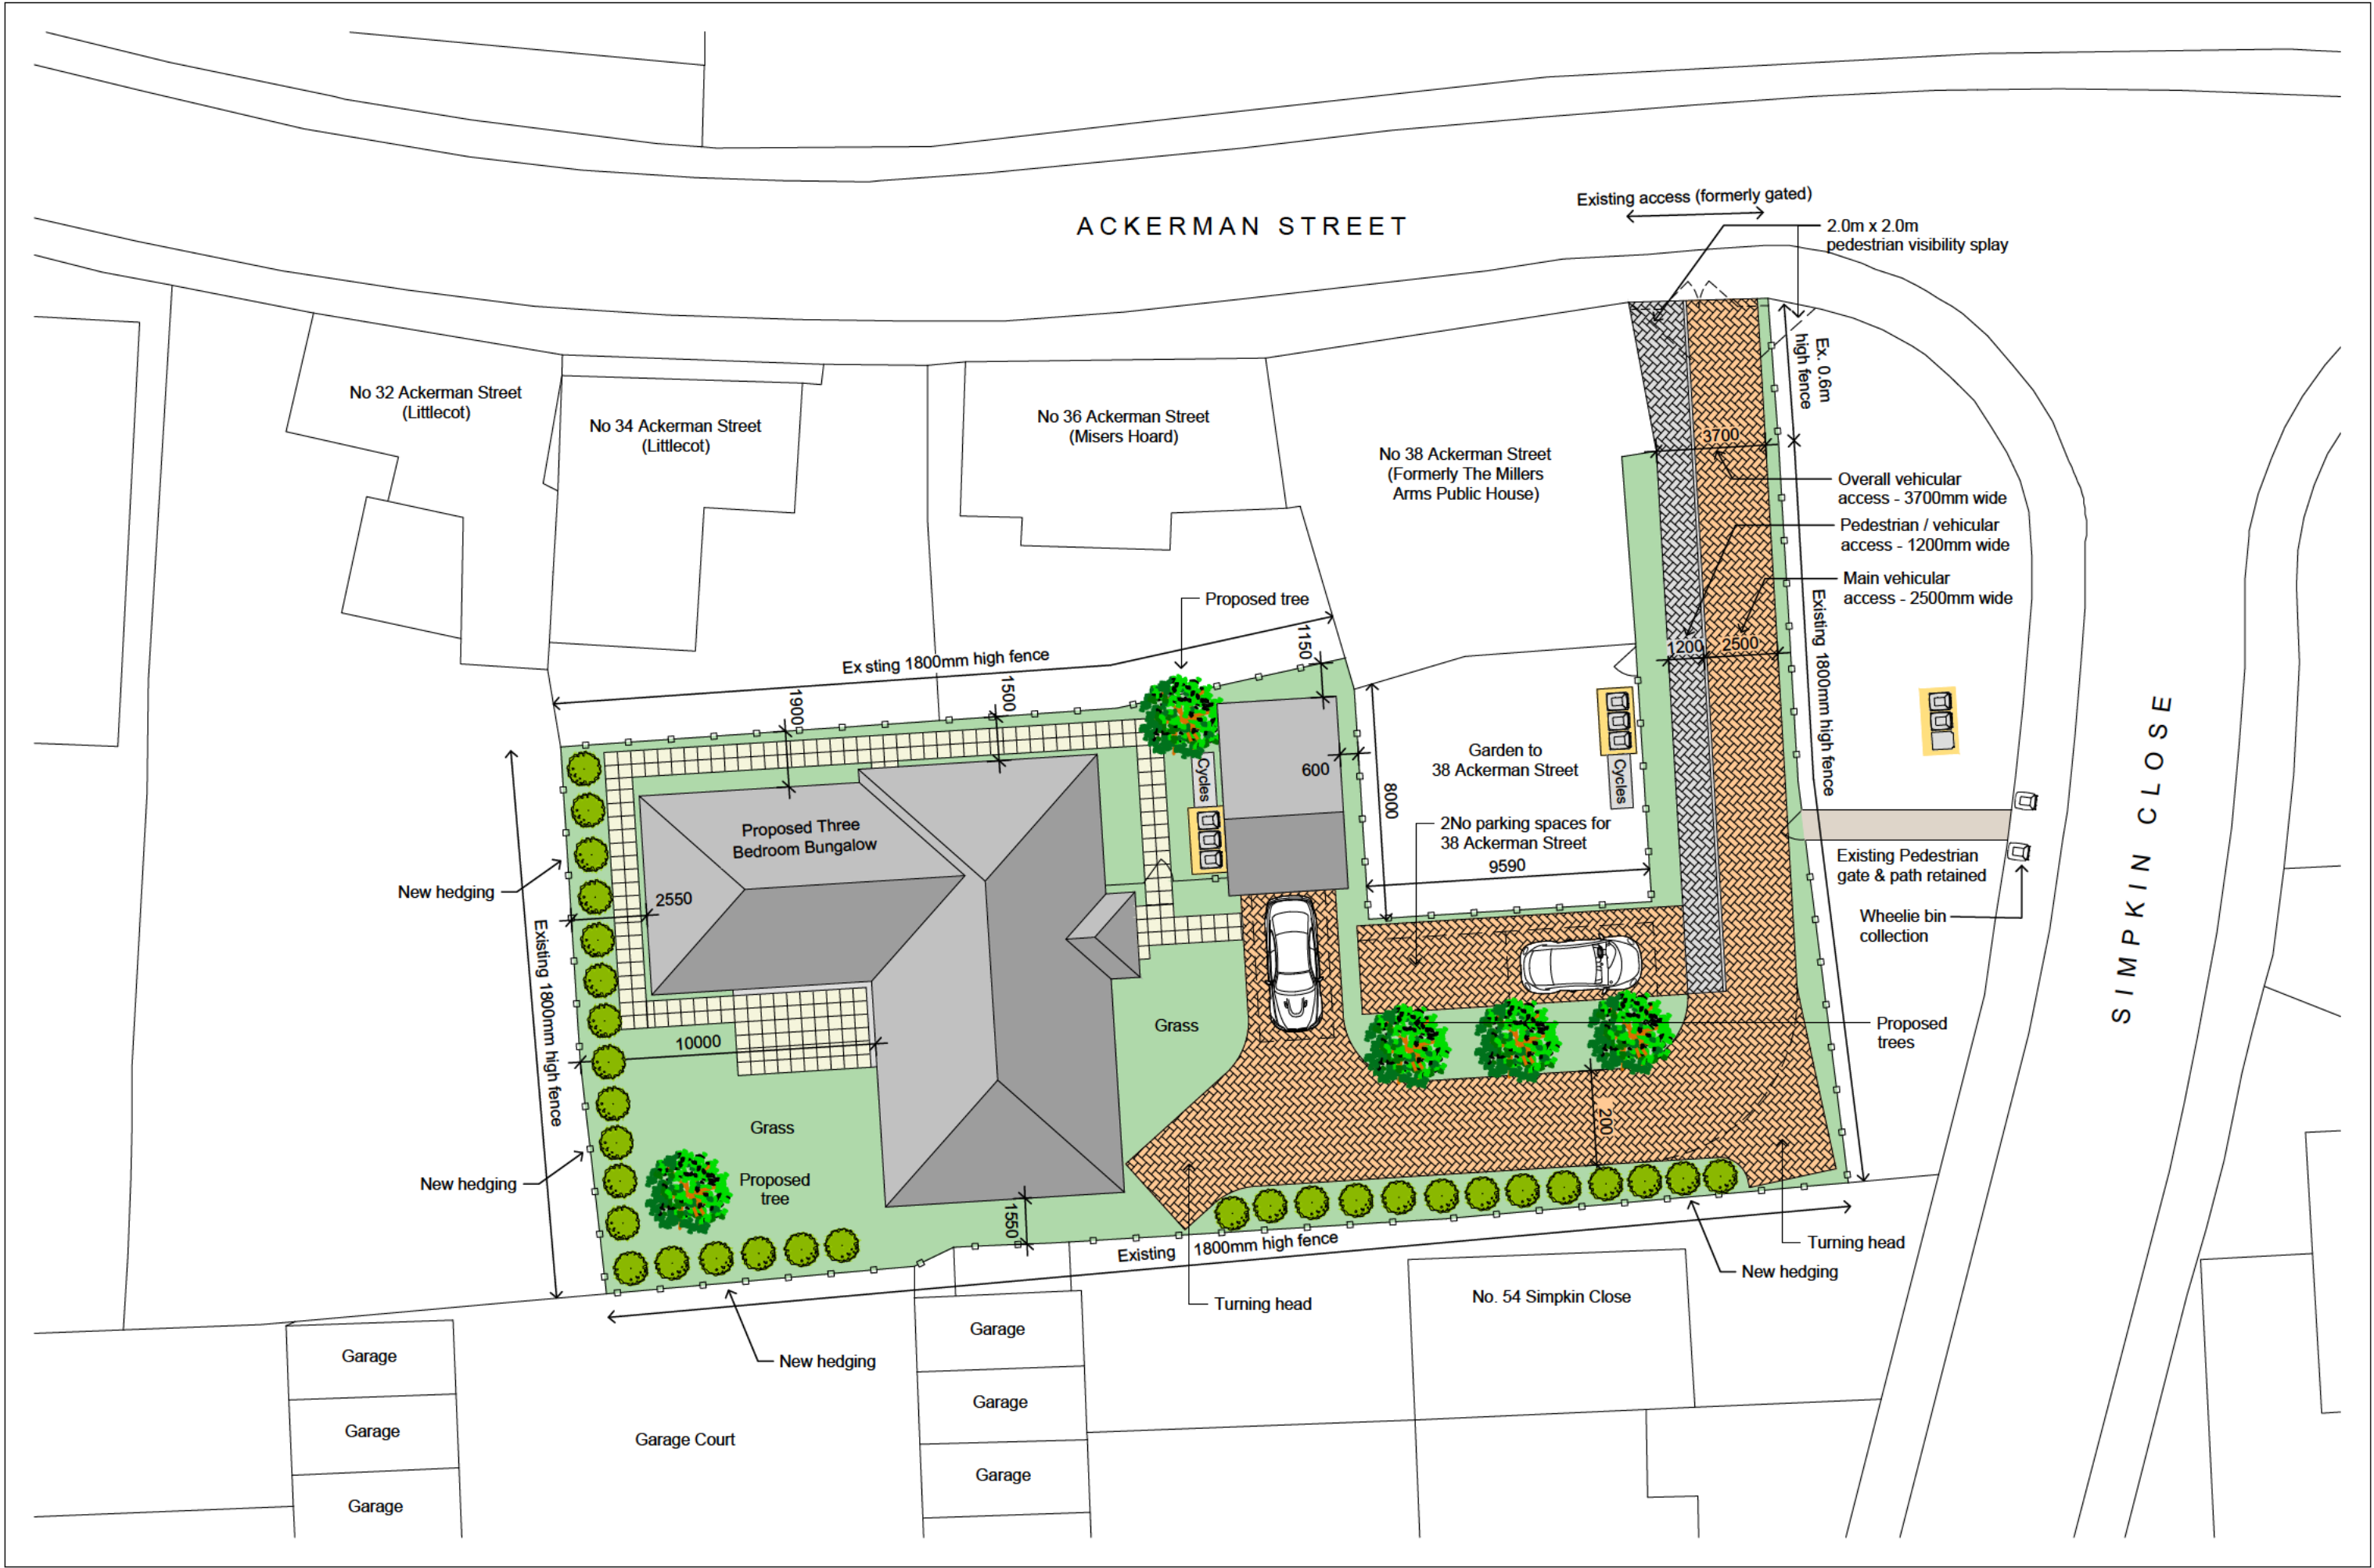 Existing access (formerly gated)
ACKERMAN STREET
2.0m x 2.0m
pedestrian visibility splay
Ex. 0.6m
high fence
No 32 Ackerman Street
(Littlecot)
No 34 Ackerman Street
(Littlecot)
No 36 Ackerman Street
(Misers Hoard)
No 38 Ackerman Street
(Formerly The Millers
Arms Public House)
3700
Overall vehicular
access - 3700mm wide
Pedestrian / vehicular
access - 1200mm wide
Main vehicular
access - 2500mm wide
Proposed tree
1150
Ex sting 1800mm high fence
1200
2500
Existing 1800mm high fence
1900
1500
SIMPKIN CLOSE
Garden to
38 Ackerman Street
600
Cycles
Cycles
8000
Proposed Three
Bedroom Bungalow
2No parking spaces for
38 Ackerman Street
9590
Existing Pedestrian
gate & path retained
New hedging
2550
Wheelie bin
collection
Existing 1800mm high fence
Grass
Proposed
trees
10000
200
Grass
New hedging
Proposed
tree
1550
Existing 1800mm high fence
Turning head
New hedging
Turning head
No. 54 Simpkin Close
New hedging
Garage
Garage
Garage
Garage Court
Garage
Garage
Garage